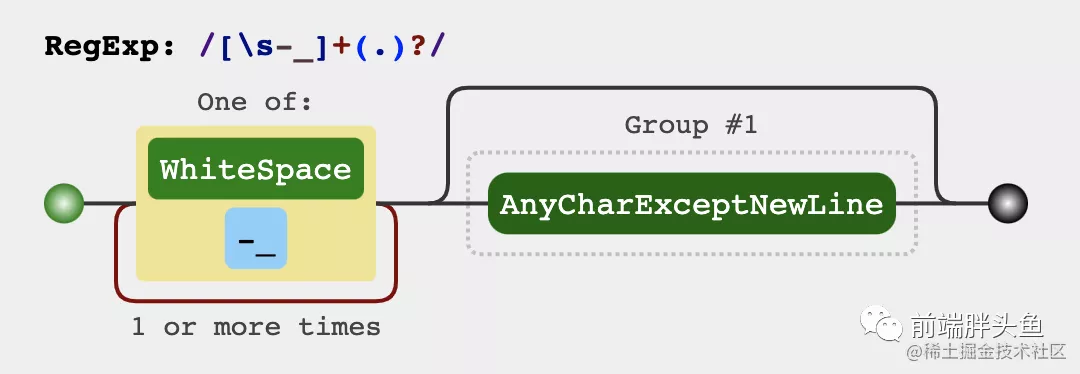 RegExp: /[\s-_]+(.)?/
One of:
Group #1
WhiteSpace
AnyCharExceptNewLine
-_
1 or more times
前端胖头鱼
@稀土掘金技术社区